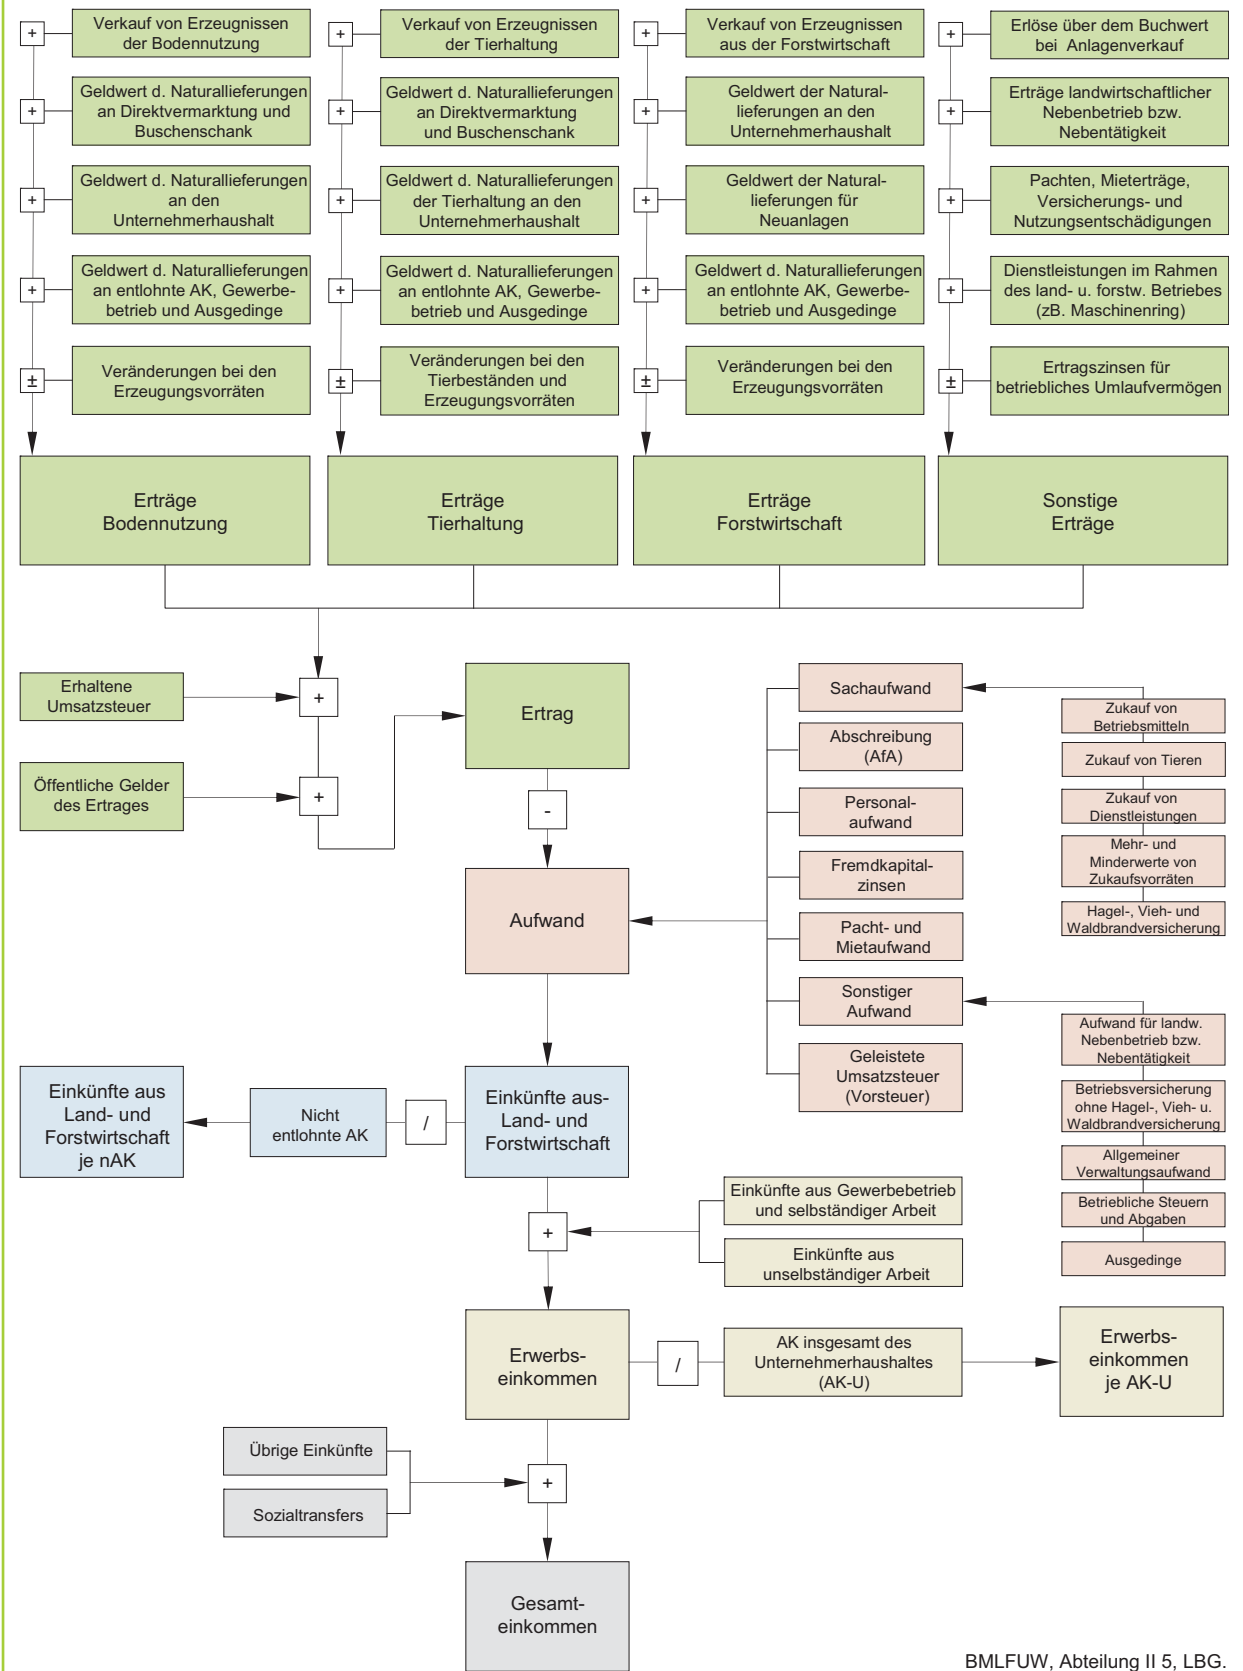 +
Verkauf von Erzeugnissen
der Bodennutzung
+
Geldwert d. Naturallieferungen
an Direktvermarktung und
Buschenschank
+
Geldwert d. Naturallieferungen
an den
Unternehmerhaushalt
+
Geldwert d. Naturallieferungen
an entlohnte AK, Gewerbe-
betrieb und Ausgedinge
±
Veränderungen bei den
Erzeugungsvorräten
Erträge
Bodennutzung
+
Verkauf von Erzeugnissen
der Tierhaltung
+
Geldwert d. Naturallieferungen
an Direktvermarktung
und Buschenschank
+
Geldwert d. Naturallieferungen
der Tierhaltung an den
Unternehmerhaushalt
+
Geldwert d. Naturallieferungen
an entlohnte AK, Gewerbe-
betrieb und Ausgedinge
±
Veränderungen bei den
Tierbeständen und
Erzeugungsvorräten
Erträge
Tierhaltung
+
Verkauf von Erzeugnissen
aus der Forstwirtschaft
+
Geldwert der Natural-
lieferungen an den
Unternehmerhaushalt
+
Geldwert der Natural-
lieferungen für
Neuanlagen
+
Geldwert d. Naturallieferungen
an entlohnte AK, Gewerbe-
betrieb und Ausgedinge
±
Veränderungen bei den
Erzeugungsvorräten
Erträge
Forstwirtschaft
+
Erlöse über dem Buchwert
bei Anlagenverkauf
+
Erträge landwirtschaftlicher
Nebenbetrieb bzw.
Nebentätigkeit
+
Pachten, Mieterträge,
Versicherungs- und
Nutzungsentschädigungen
+
Dienstleistungen im Rahmen
des land- u. forstw. Betriebes
(zB. Maschinenring)
±
Ertragszinsen für
betriebliches Umlaufvermögen
Sonstige
Erträge
Erhaltene
Umsatzsteuer
+
Öffentliche Gelder
des Ertrages
+
Ertrag
-
Aufwand
Sachaufwand
Abschreibung
(AfA)
Personal-
aufwand
Fremdkapital-
zinsen
Pacht- und
Mietaufwand
Sonstiger
Aufwand
Geleistete
Umsatzsteuer
(Vorsteuer)
Zukauf von
Betriebsmitteln
Zukauf von Tieren
Zukauf von
Dienstleistungen
Mehr- und
Minderwerte von
Zukaufsvorräten
Hagel-, Vieh- und
Waldbrandversicherung
Aufwand für landw.
Nebenbetrieb bzw.
Nebentätigkeit
Betriebsversicherung
ohne Hagel-, Vieh- u.
Waldbrandversicherung
Allgemeiner
Verwaltungsaufwand
Betriebliche Steuern
und Abgaben
Ausgedinge
Einkünfte aus
Land- und
Forstwirtschaft
je nAK
Nicht
entlohnte AK
/
Einkünfte aus-
Land- und
Forstwirtschaft
+
Einkünfte aus Gewerbebetrieb
und selbständiger Arbeit
Einkünfte aus
unselbständiger Arbeit
Erwerbs-
einkommen
/
AK insgesamt des
Unternehmerhaushaltes
(AK-U)
Erwerbs-
einkommen
je AK-U
Übrige Einkünfte
Sozialtransfers
+
Gesamt-
einkommen
BMLFUW, Abteilung II 5, LBG.